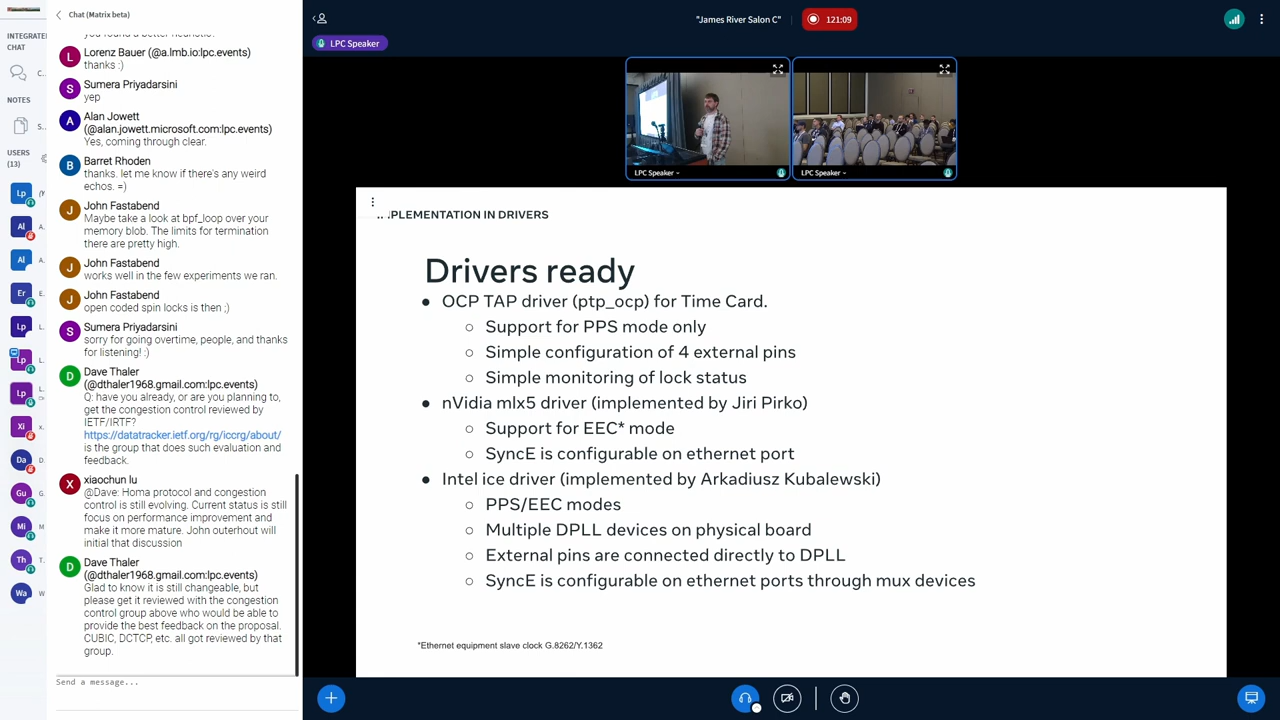 Chat (Matrix beta)
INTEGRATE
CHAT
C..
NOTES
S...
USERS
(13)
Lp
Al
Al
Er
Lp
Lp
Lp
Xi
Da
Gu
Mi
Th
Wa
you found a better heuristic?
L
Lorenz Bauer (@a.lmb.io:lpc.events)
thanks :)
S
Sumera Priyadarsini
yep
A
Alan Jowett
(@alan.jowett.microsoft.com:lpc.events)
Yes, coming through clear.
B
Barret Rhoden
thanks. let me know if there's any weird
echos. =)
J
John Fastabend
Maybe take a look at bpf_loop over your
memory blob. The limits for termination
there are pretty high.
J
John Fastabend
works well in the few experiments we ran.
J
John Fastabend
open coded spin locks is then ;)
S
Sumera Priyadarsini
sorry for going overtime, people, and thanks
for listening! :)
D
Dave Thaler
(@dthaler1968.gmail.com:lpc.events)
Q: have you already, or are you planning to,
get the congestion control reviewed by
IETF/IRTF?
https://datatracker.ietf.org/rg/iccrg/about/
is the group that does such evaluation and
feedback.
X
xiaochun lu
@Dave: Homa protocol and congestion
control is still evolving. Current status is still
focus on performance improvement and
make it more mature. John outerhout will
initial that discussion
D
Dave Thaler
(@dthaler1968.gmail.com:lpc.events)
Glad to know it is still changeable, but
please get it reviewed with the congestion
control group above who would be able to
provide the best feedback on the proposal.
CUBIC, DCTCP, etc. all got reviewed by that
group.
Send a message...
"James River Salon C"
121:09
LPC Speaker
LPC Speaker
LPC Speaker
PLEMENTATION IN DRIVERS
Drivers ready
● OCP TAP driver (ptp_ocp) for Time Card.
○ Support for PPS mode only
○ Simple configuration of 4 external pins
○ Simple monitoring of lock status
● nVidia mlx5 driver (implemented by Jiri Pirko)
○ Support for EEC* mode
○ SyncE is configurable on ethernet port
● Intel ice driver (implemented by Arkadiusz Kubalewski)
○ PPS/EEC modes
○ Multiple DPLL devices on physical board
○ External pins are connected directly to DPLL
○ SyncE is configurable on ethernet ports through mux devices
*Ethernet equipment slave clock G.8262/Y.1362